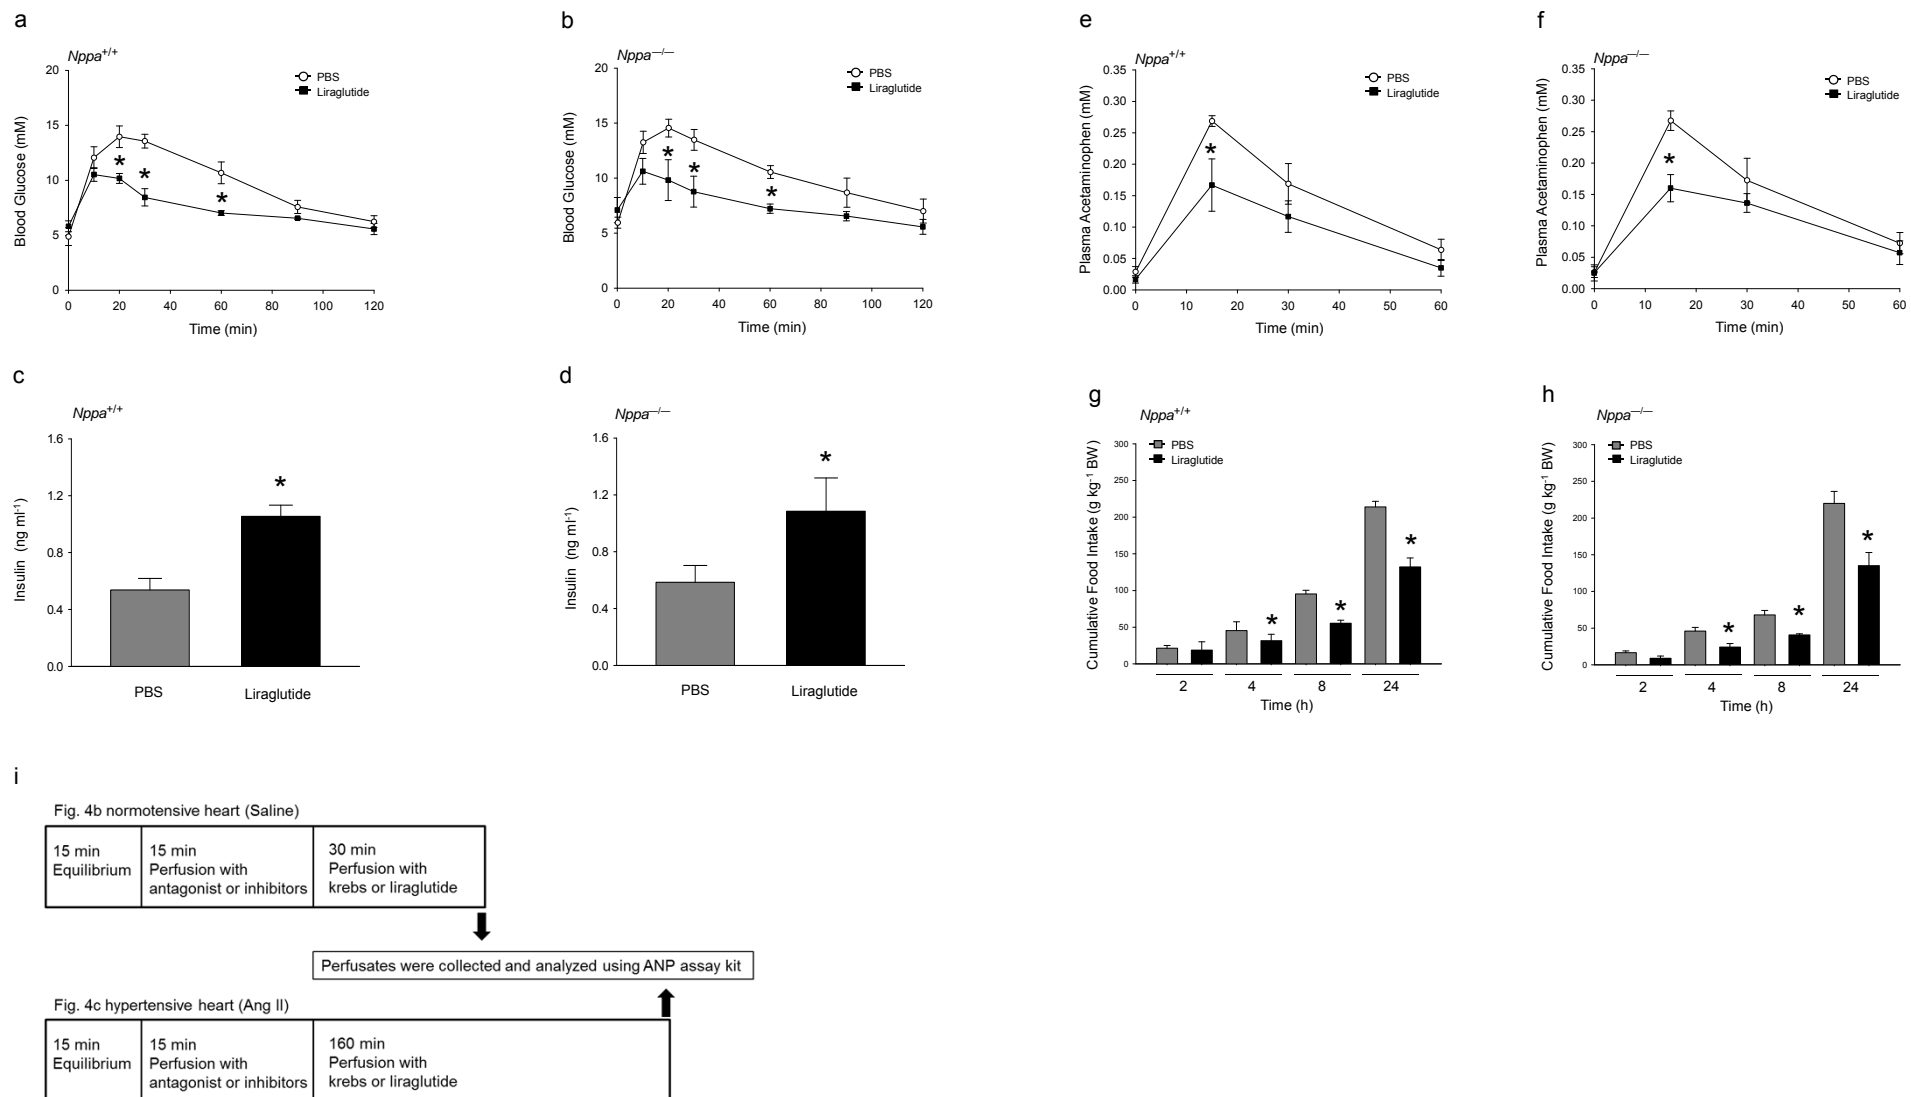 a
Nppa+/+
PBS
Liraglutide
Blood Glucose (mM)
20
15
10
5
0
0 20 40 60 80 100 120
Time (min)
*
*
*
b
Nppa—/—
PBS
Liraglutide
Blood Glucose (mM)
20
15
10
5
0
0 20 40 60 80 100 120
Time (min)
*
*
*
c
Nppa+/+
Insulin (ng ml-1)
1.6
1.2
0.8
0.4
0.0
*
PBS Liraglutide
d
Nppa—/—
Insulin (ng ml-1)
1.6
1.2
0.8
0.4
0.0
*
PBS Liraglutide
e
Nppa+/+
PBS
Liraglutide
Plasma Acetaminophen (mM)
0.35
0.30
0.25
0.20
0.15
0.10
0.05
0.00
*
0 10 20 30 40 50 60
Time (min)
f
Nppa—/—
PBS
Liraglutide
Plasma Acetaminophen (mM)
0.35
0.30
0.25
0.20
0.15
0.10
0.05
0.00
*
0 10 20 30 40 50 60
Time (min)
g
Nppa+/+
PBS
Liraglutide
Cumulative Food Intake (g kg-1 BW)
300
250
200
150
100
50
0
*
*
*
2 4 8 24
Time (h)
h
Nppa—/—
PBS
Liraglutide
Cumulative Food Intake (g kg-1 BW)
300
250
200
150
100
50
0
*
*
*
2 4 8 24
Time (h)
i
Fig. 4b normotensive heart (Saline)
15 min
Equilibrium
15 min
Perfusion with
antagonist or inhibitors
30 min
Perfusion with
krebs or liraglutide
Perfusates were collected and analyzed using ANP assay kit
Fig. 4c hypertensive heart (Ang II)
15 min
Equilibrium
15 min
Perfusion with
antagonist or inhibitors
160 min
Perfusion with
krebs or liraglutide